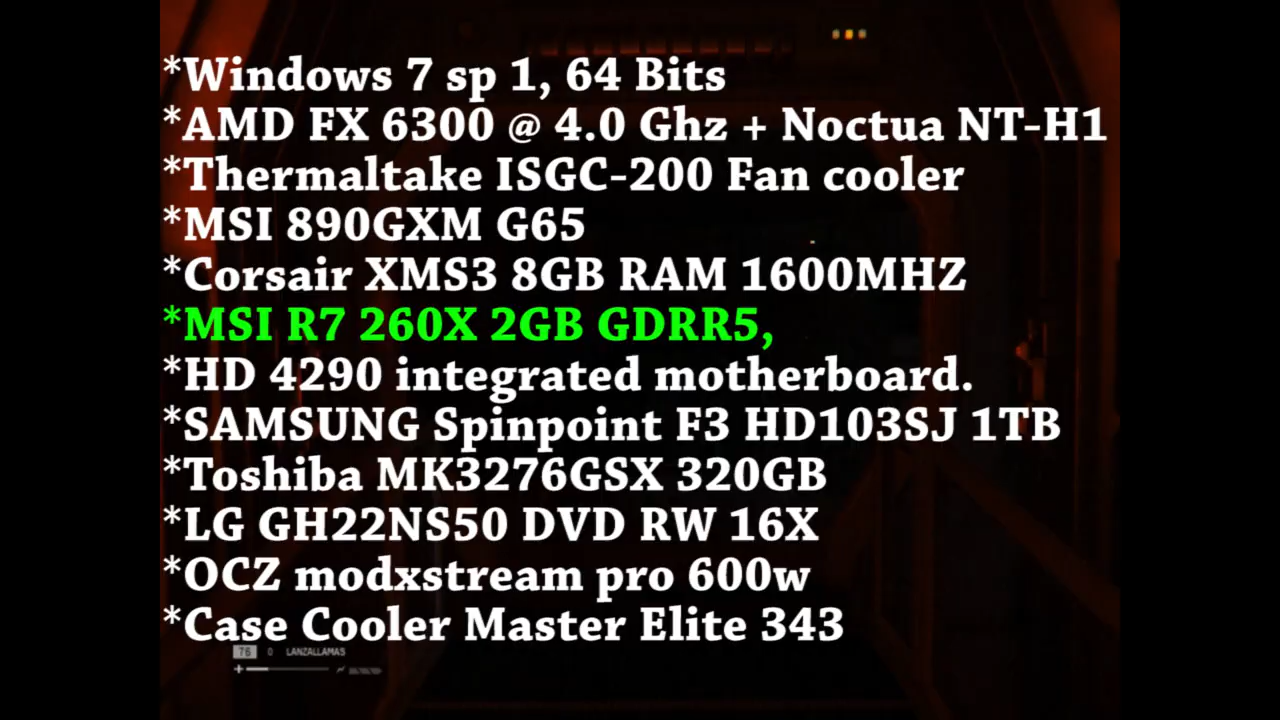 *Windows 7 sp 1, 64 Bits
*AMD FX 6300 @ 4.0 Ghz + Noctua NT-H1
*Thermaltake ISGC-200 Fan cooler
*MSI 890GXM G65
*Corsair XMS3 8GB RAM 1600MHZ
*MSI R7 260X 2GB GDRR5,
*HD 4290 integrated motherboard.
*SAMSUNG Spinpoint F3 HD103SJ 1TB
*Toshiba MK3276GSX 320GB
*LG GH22NS50 DVD RW 16X
*OCZ modxstream pro 600w
*Case Cooler Master Elite 343
76 0 LANZALLAMAS